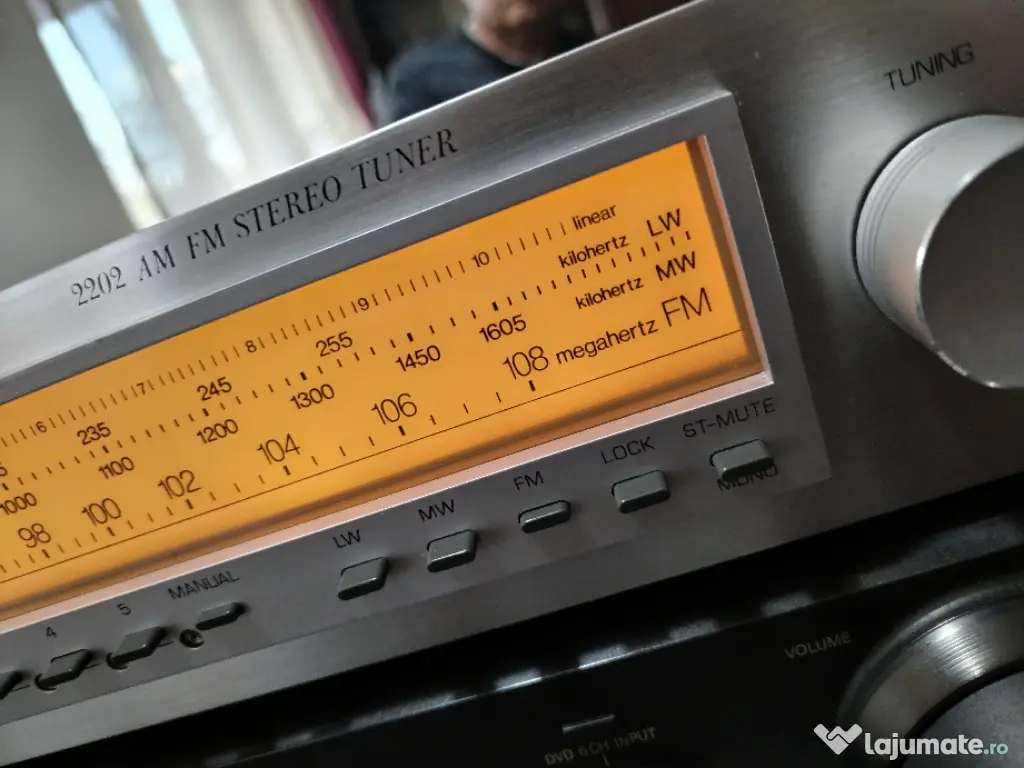 TUNING
2202 AM FM STEREO TUNER
6 7 8 9 10 linear
235 245 255 kilohertz LW
1000 1100 1200 1300 1450 1605 kilohertz MW
98 100 102 104 106 108 megahertz FM
4 5 MANUAL LW MW FM LOCK ST-MUTE
MONO
VOLUME
DVD 6CH INPUT
lajumate.ro